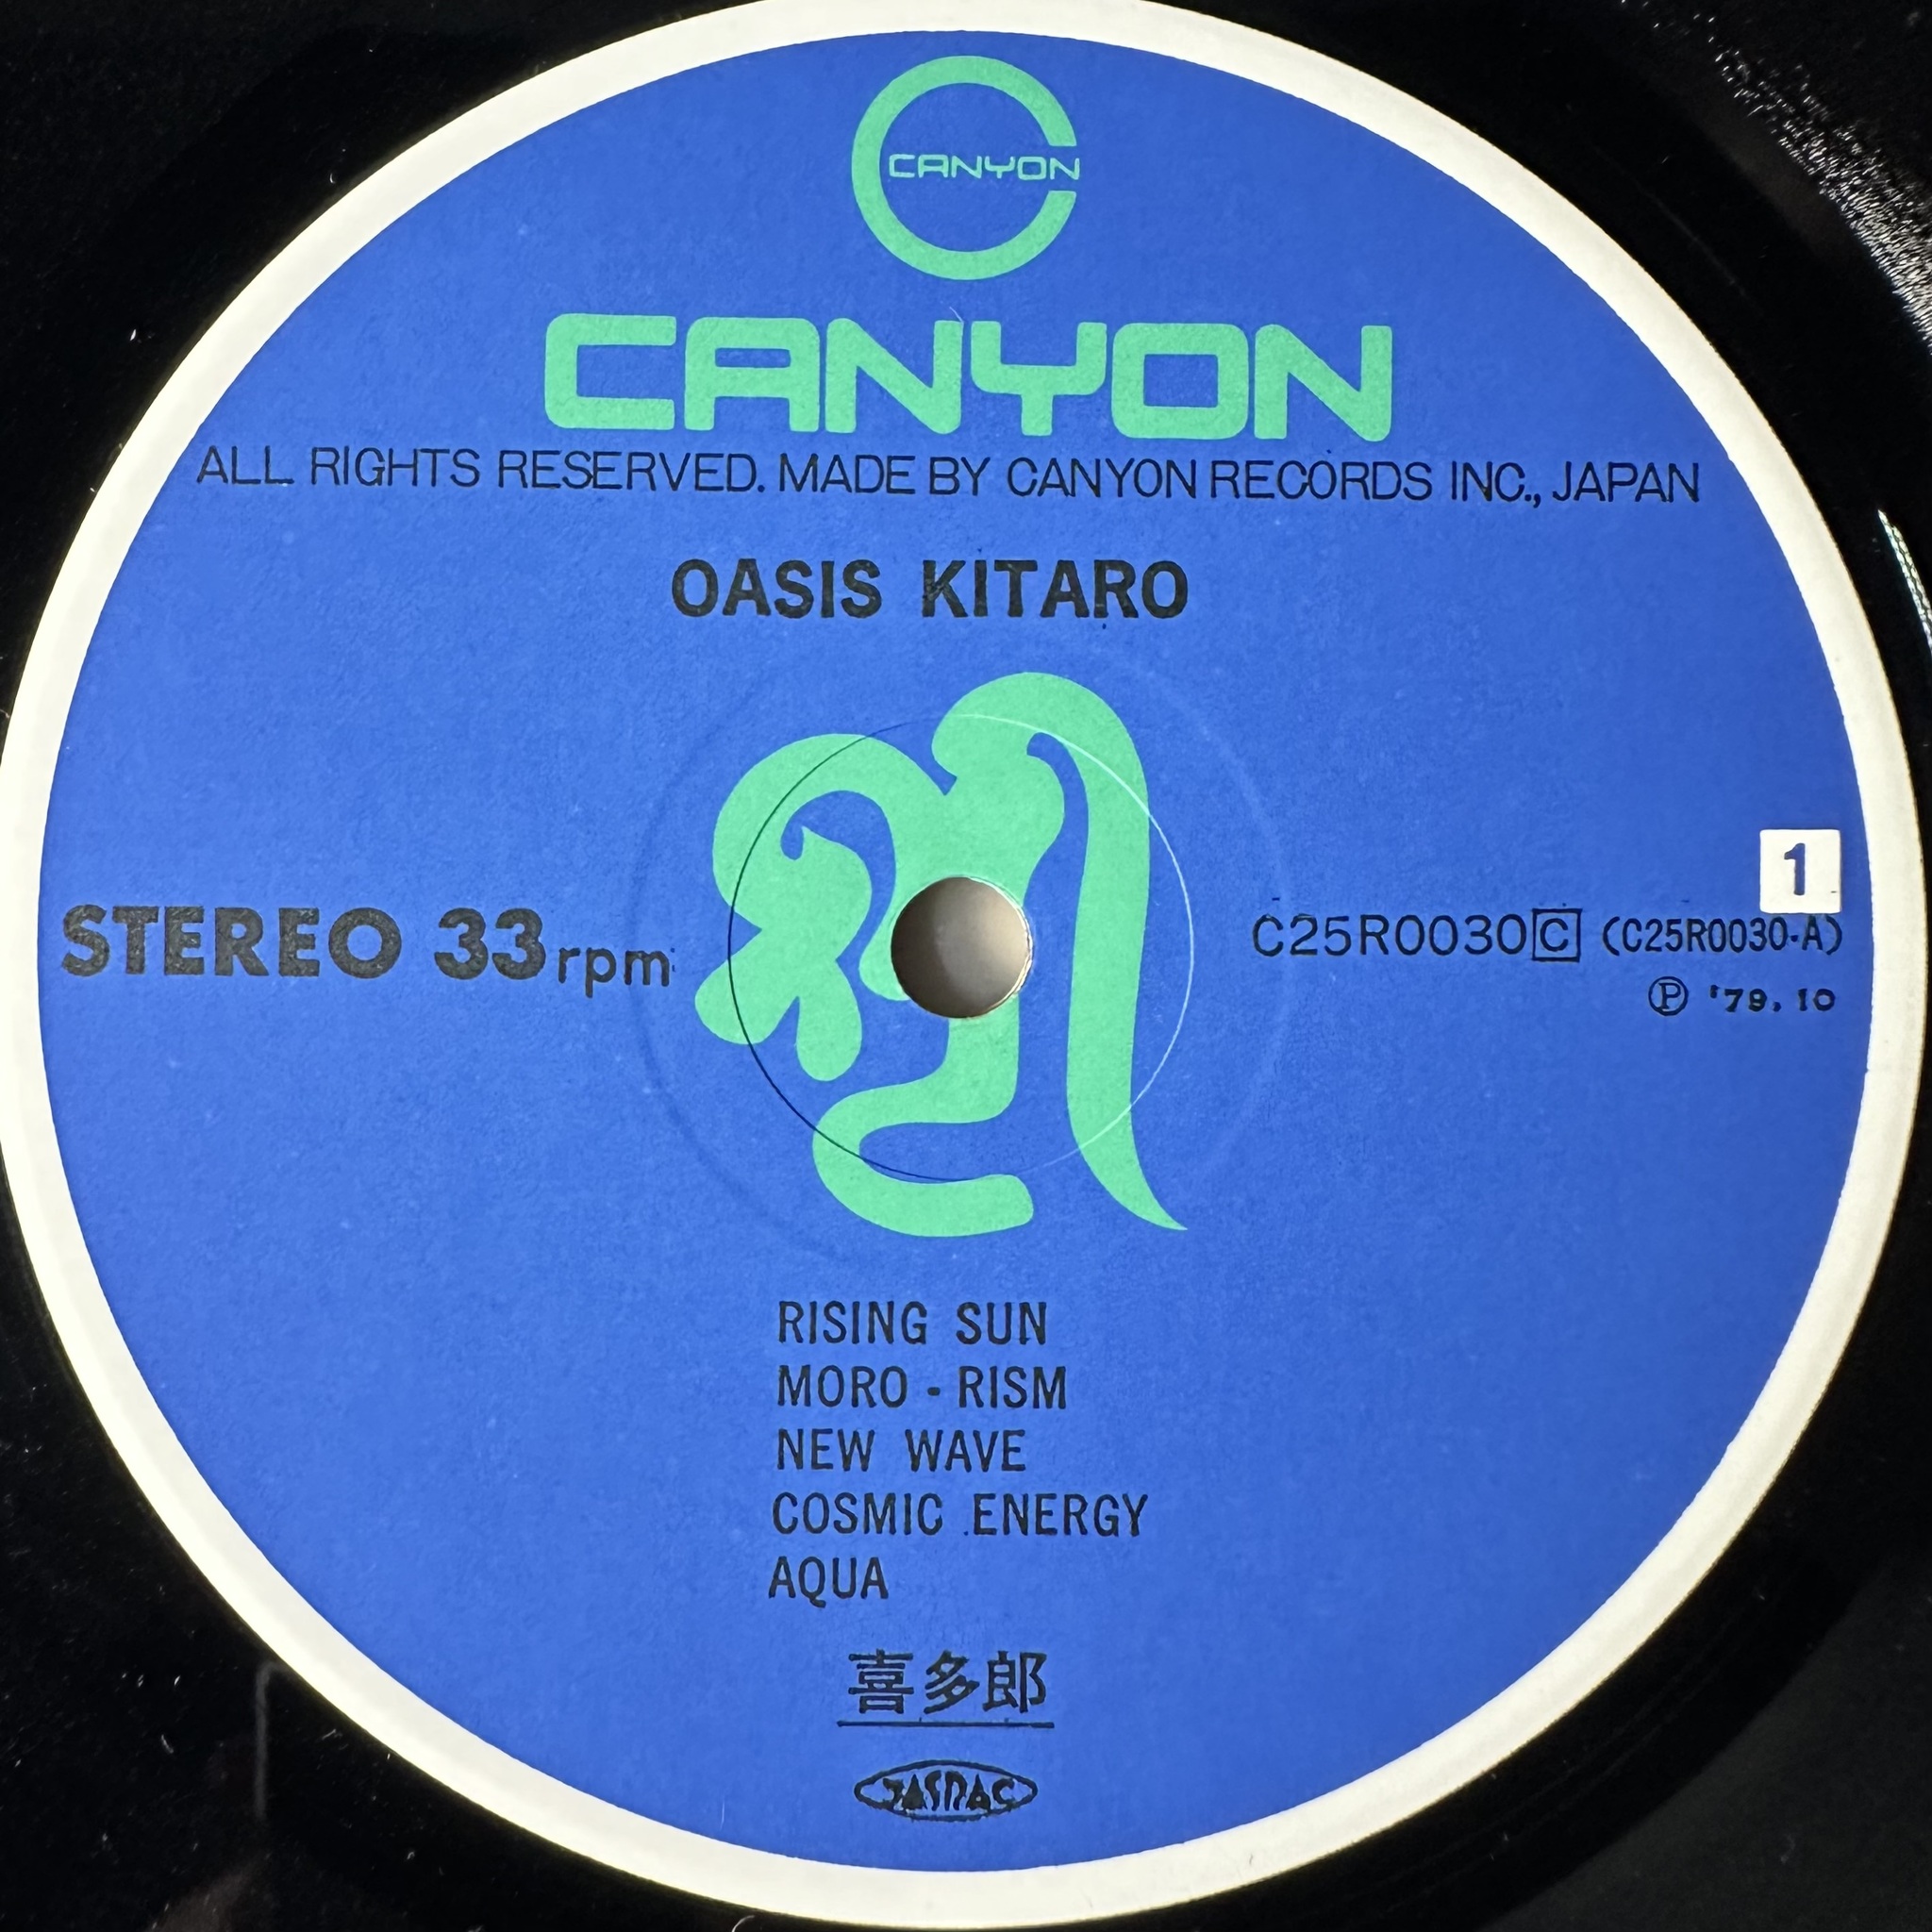 CANYON
CANYON
ALL RIGHTS RESERVED. MADE BY CANYON RECORDS INC., JAPAN
OASIS KITARO
1
STEREO 33rpm
C25R0030 C (C25R0030-A)
Ⓟ '79.10
RISING SUN
MORO - RISM
NEW WAVE
COSMIC ENERGY
AQUA
喜多郎
JASRAC